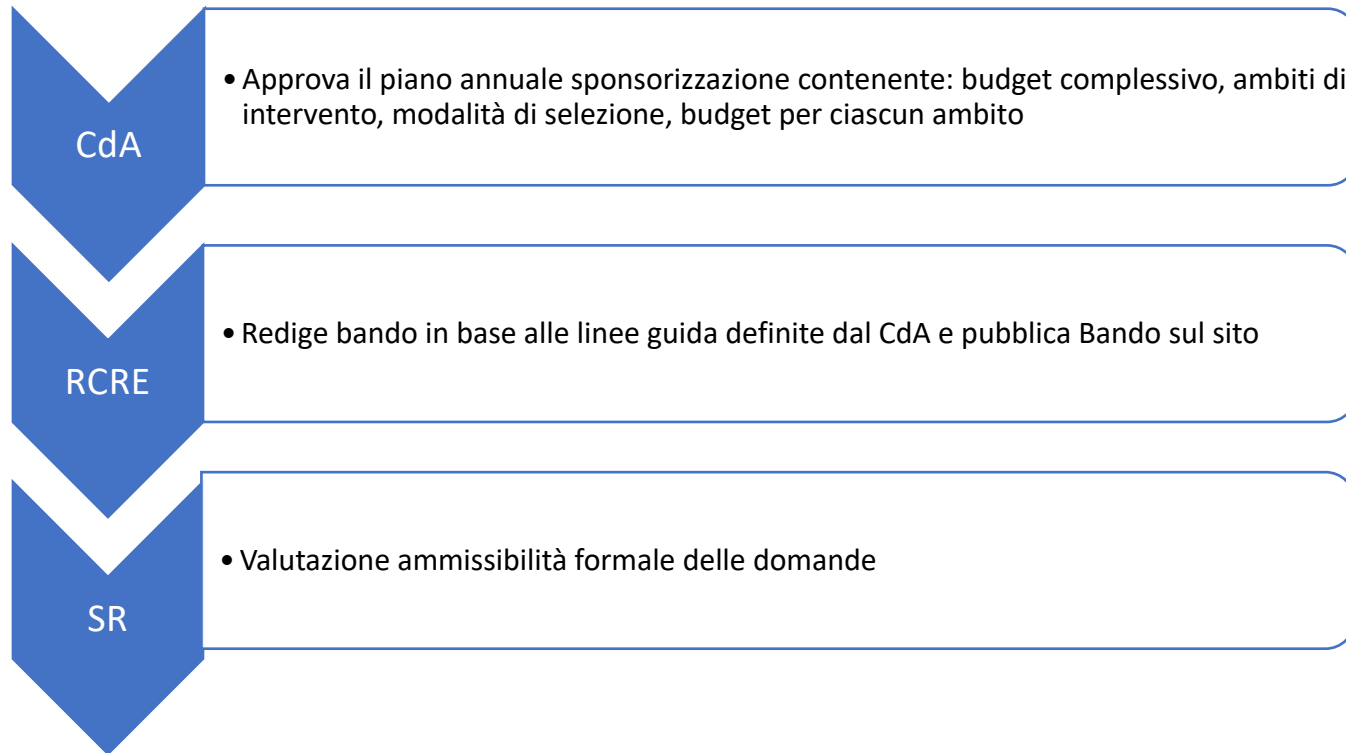 CdA
• Approva il piano annuale sponsorizzazione contenente: budget complessivo, ambiti di
intervento, modalità di selezione, budget per ciascun ambito
RCRE
• Redige bando in base alle linee guida definite dal CdA e pubblica Bando sul sito
SR
• Valutazione ammissibilità formale delle domande